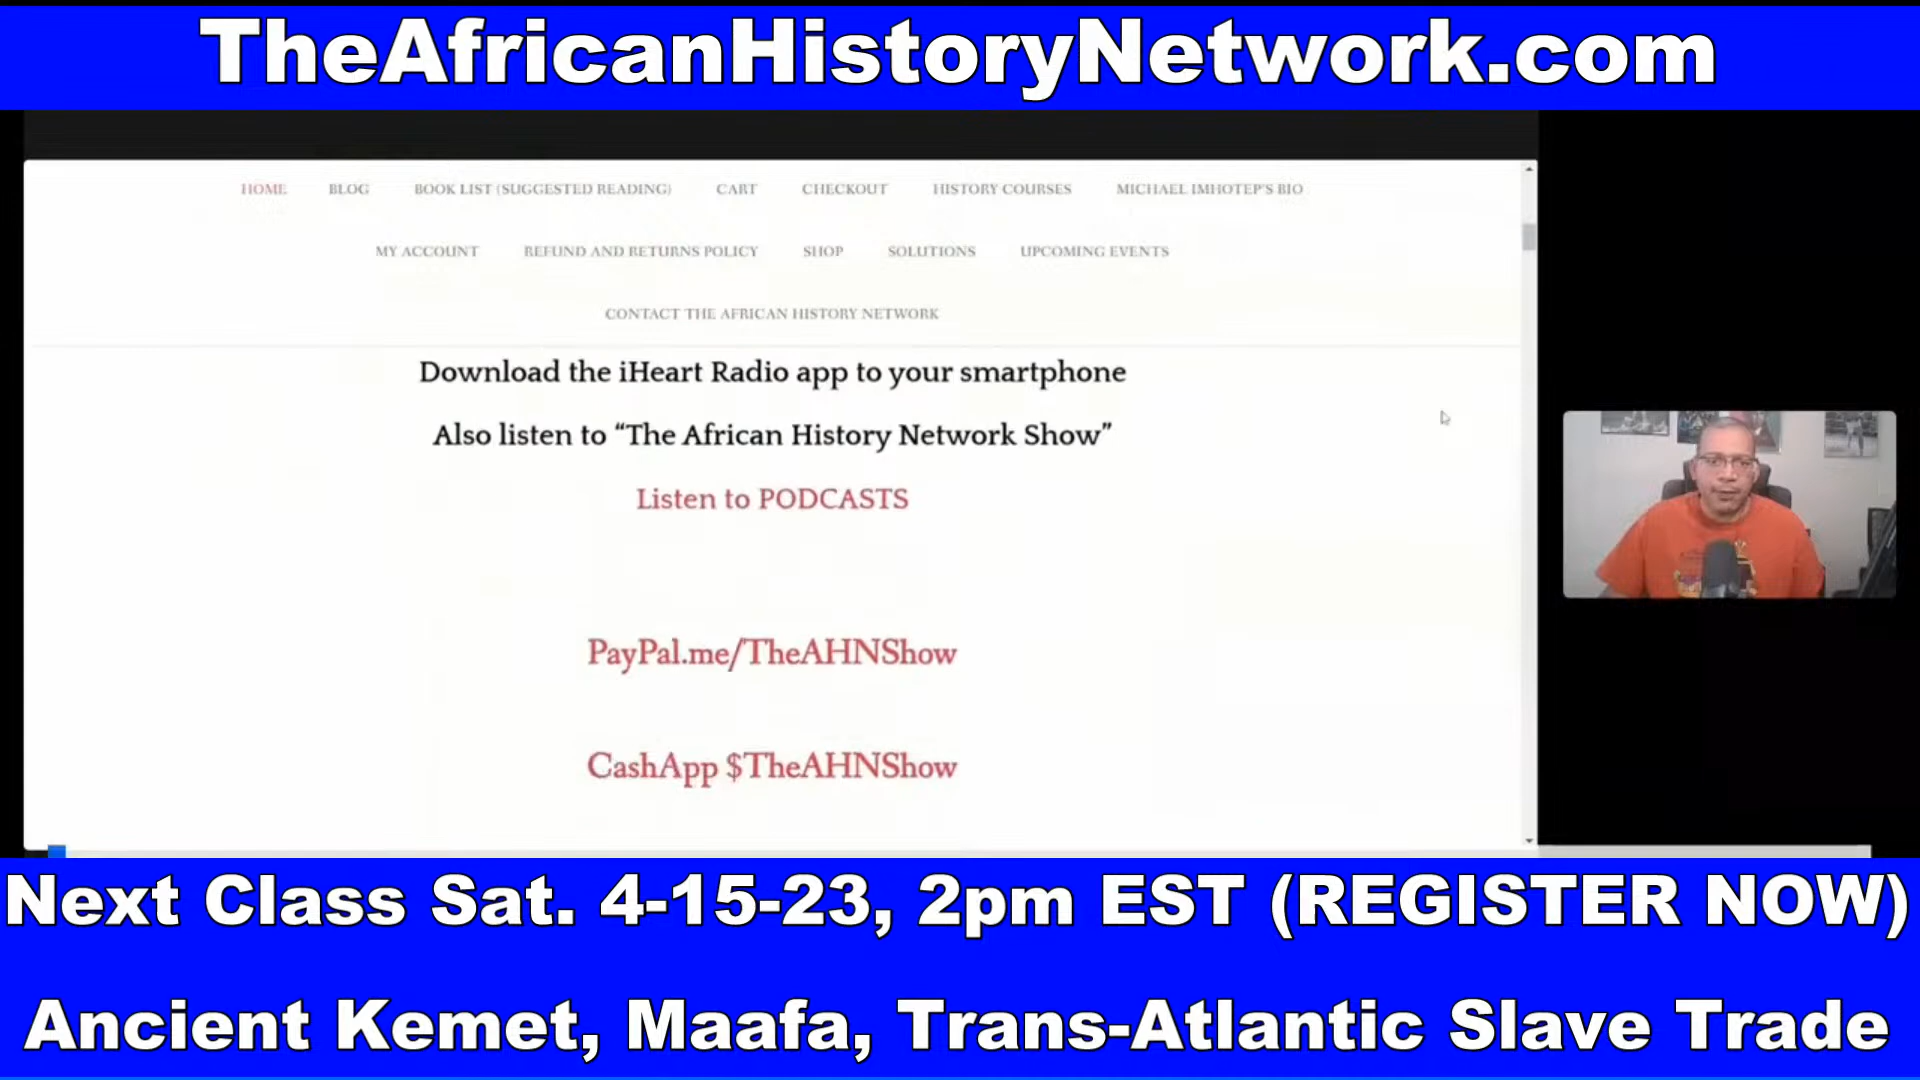 TheAfricanHistoryNetwork.com
HOME BLOG BOOK LIST (SUGGESTED READING) CART CHECKOUT HISTORY COURSES MICHAEL IMHOTEP'S BIO
MY ACCOUNT REFUND AND RETURNS POLICY SHOP SOLUTIONS UPCOMING EVENTS
CONTACT THE AFRICAN HISTORY NETWORK
Download the iHeart Radio app to your smartphone
Also listen to “The African History Network Show”
Listen to PODCASTS
PayPal.me/TheAHNShow
CashApp $TheAHNShow
Next Class Sat. 4-15-23, 2pm EST (REGISTER NOW)
Ancient Kemet, Maafa, Trans-Atlantic Slave Trade